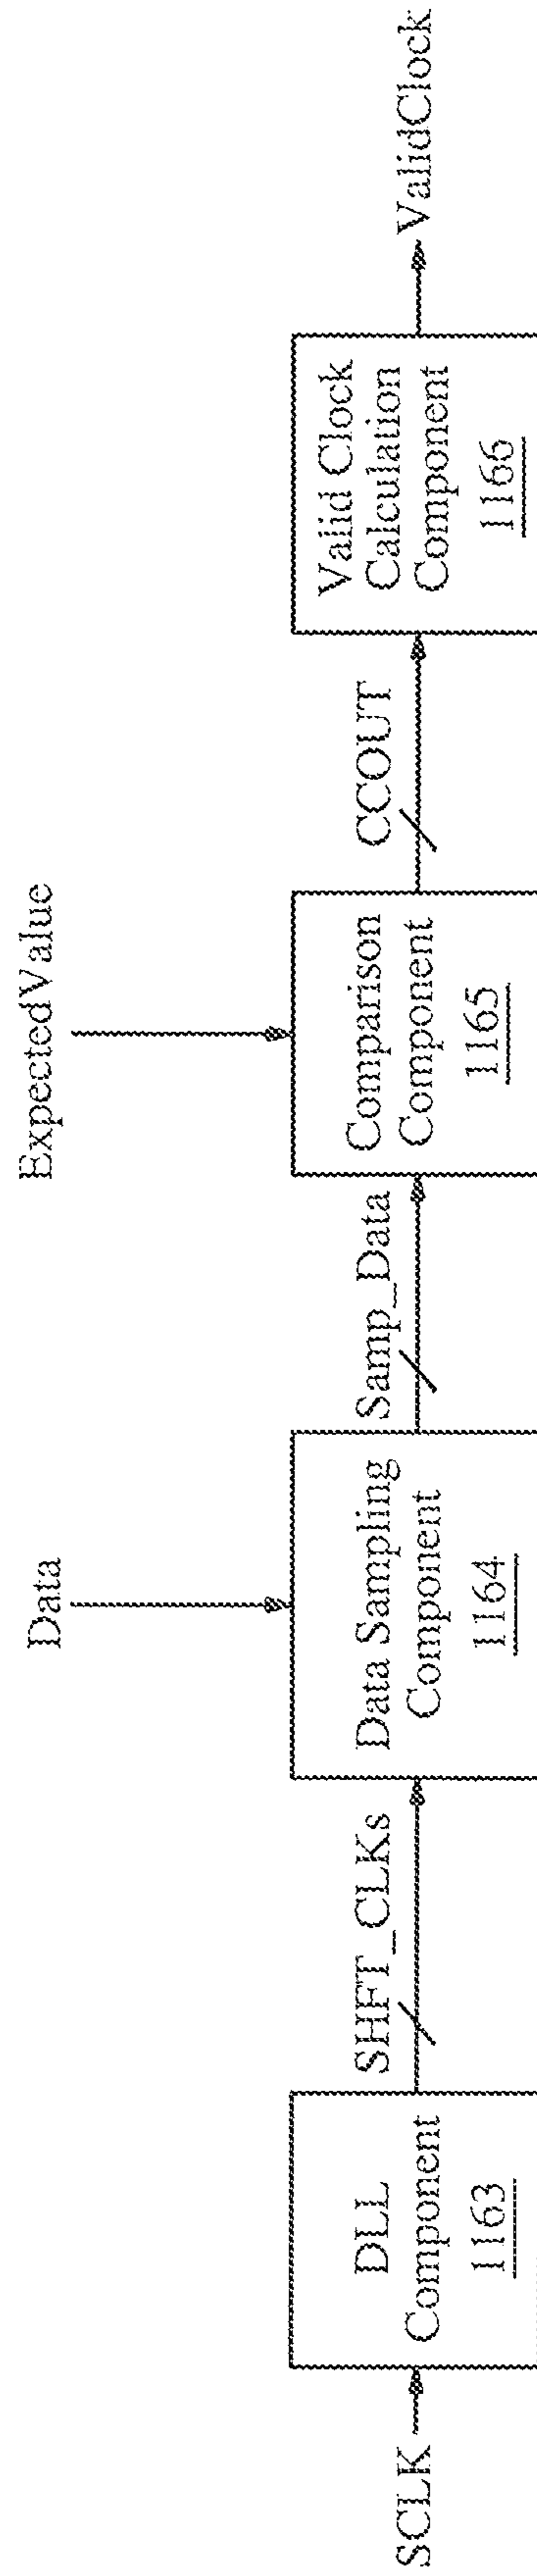 ExpectedValue
Data
SCLK
DLL
Component
1163
SHFT_CLKs
Data Sampling
Component
1164
Samp_Data
Comparison
Component
1165
CCOUT
Valid Clock
Calculation
Component
1166
ValidClock